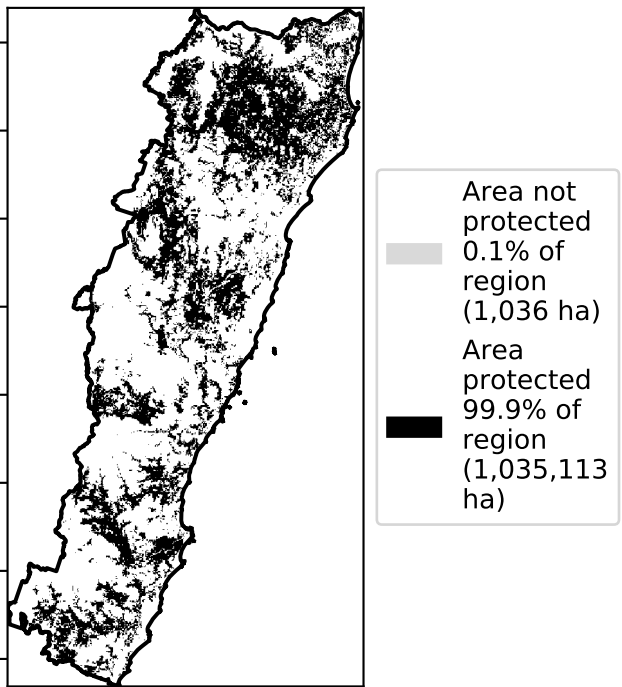 Area not
protected
0.1% of
region
(1,036 ha)
Area
protected
99.9% of
region
(1,035,113
ha)